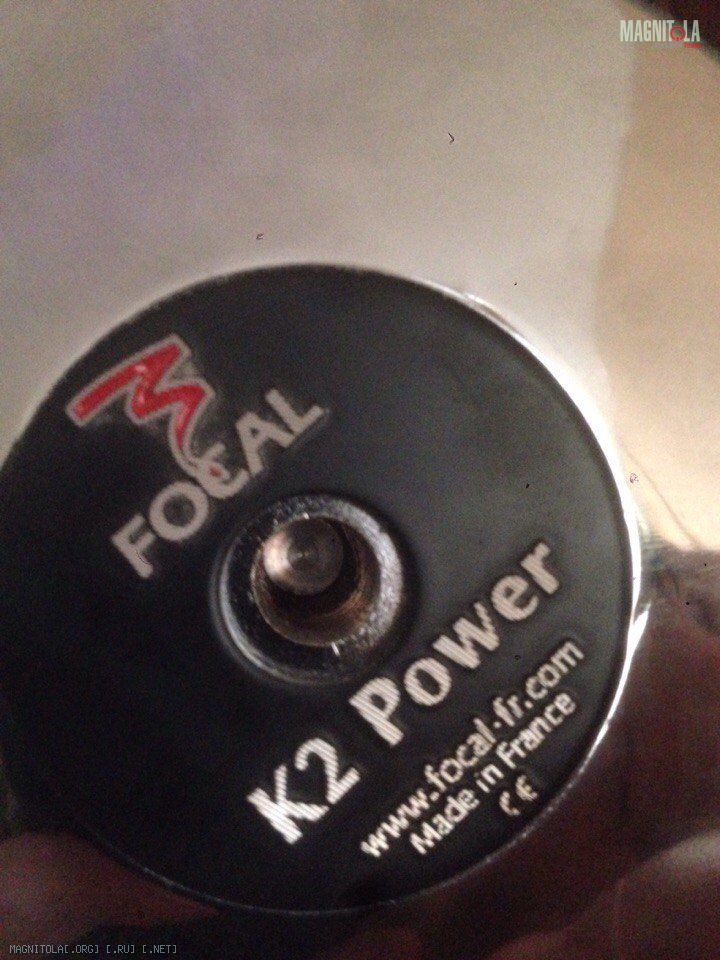 MAGNITOLA
FOCAL
K2 Power
www.focal-fr.com
Made in France
CE
MAGNITOLA[.ORG] [.RU] [.NET]